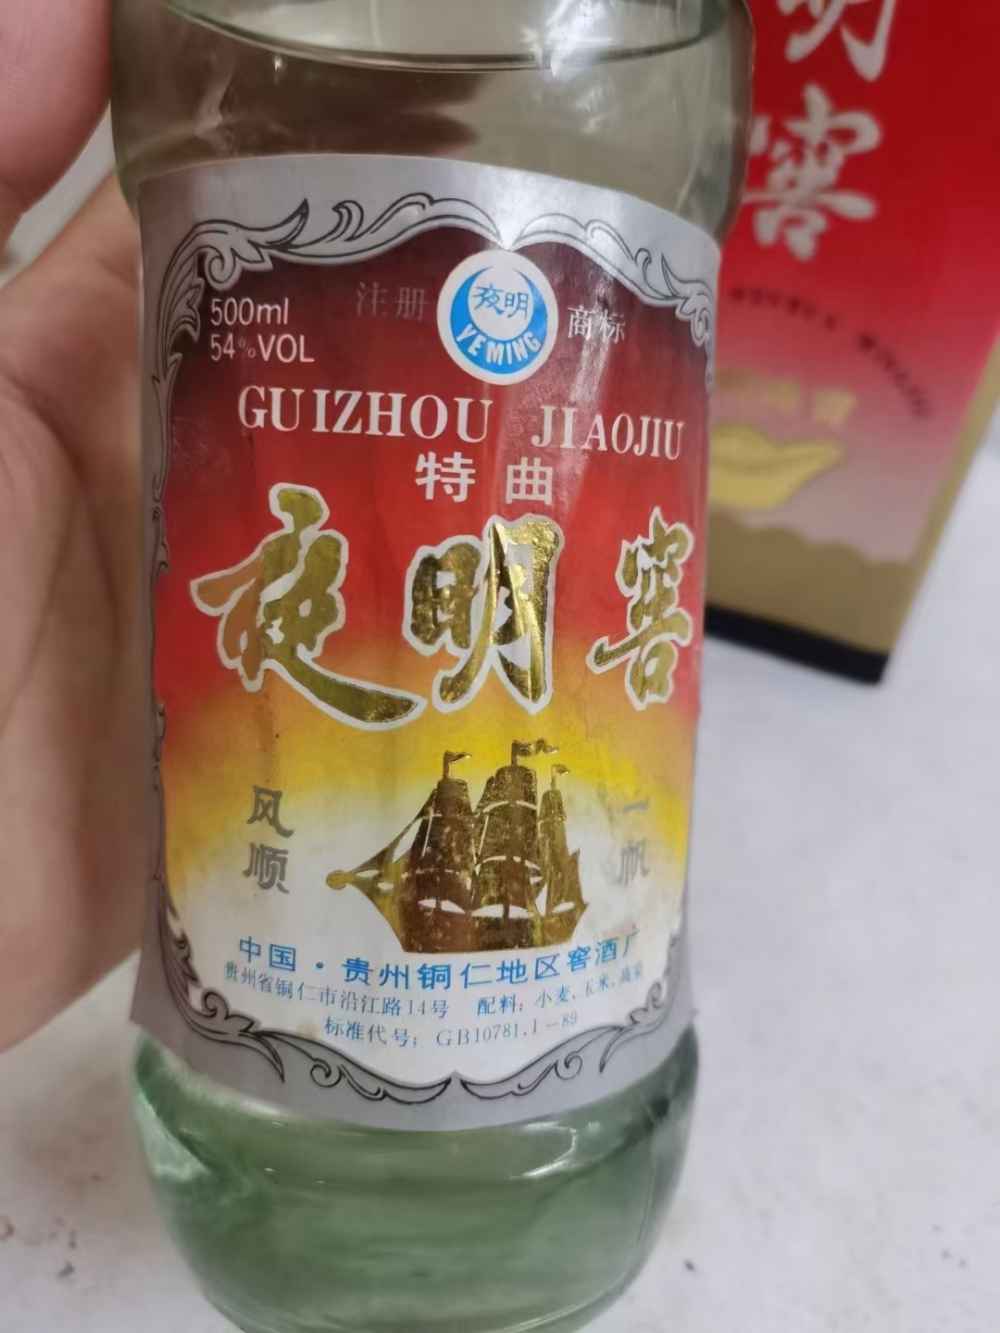 明
窖
500ml
54%VOL
注册
夜明
YEMING
商标
GUIZHOU JIAOJIU
特曲
夜明窖
风顺
一帆
中国·贵州铜仁地区窖酒厂
贵州省铜仁市沿江路14号 配料：小麦、玉米、高粱
标准代号：GB10781.1-89